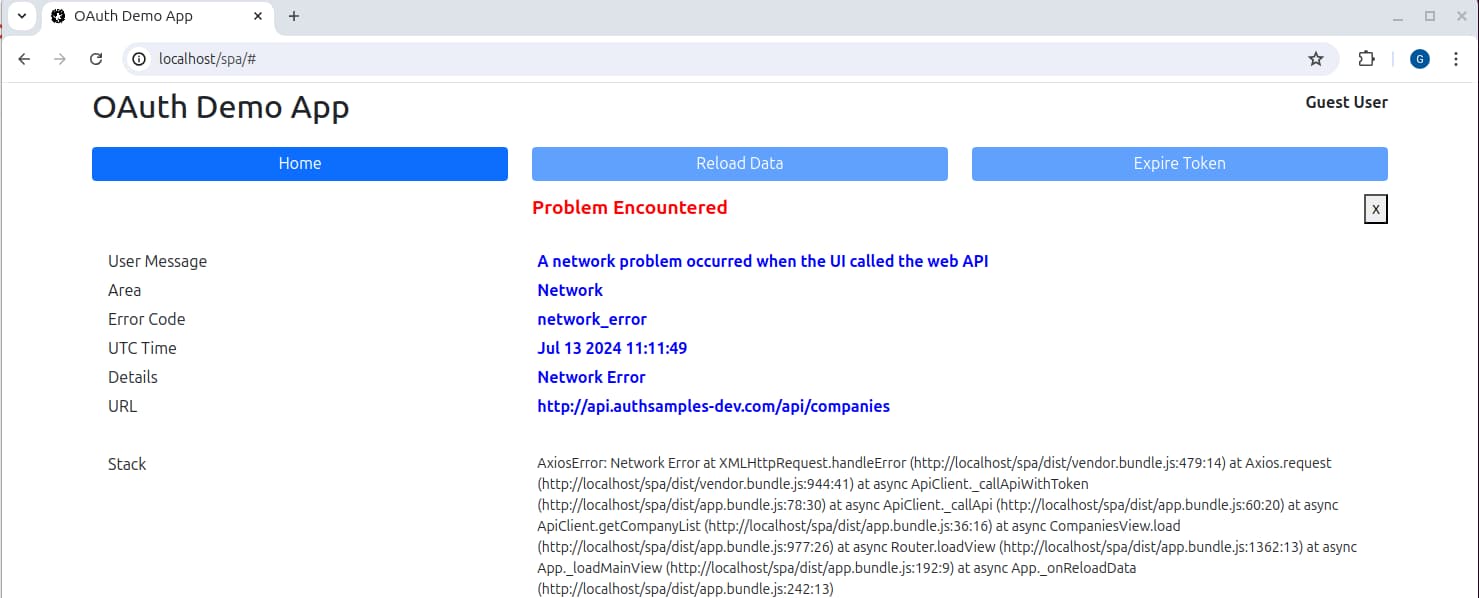 OAuth Demo App
localhost/spa/#
G
OAuth Demo App
Guest User
Home
Reload Data
Expire Token
Problem Encountered
x
User Message A network problem occurred when the UI called the web API
Area Network
Error Code network_error
UTC Time Jul 13 2024 11:11:49
Details Network Error
URL http://api.authsamples-dev.com/api/companies
Stack AxiosError: Network Error at XMLHttpRequest.handleError (http://localhost/spa/dist/vendor.bundle.js:479:14) at Axios.request
(http://localhost/spa/dist/vendor.bundle.js:944:41) at async ApiClient._callApiWithToken
(http://localhost/spa/dist/app.bundle.js:78:30) at async ApiClient._callApi (http://localhost/spa/dist/app.bundle.js:60:20) at async
ApiClient.getCompanyList (http://localhost/spa/dist/app.bundle.js:36:16) at async CompaniesView.load
(http://localhost/spa/dist/app.bundle.js:977:26) at async Router.loadView (http://localhost/spa/dist/app.bundle.js:1362:13) at async
App._loadMainView (http://localhost/spa/dist/app.bundle.js:192:9) at async App._onReloadData
(http://localhost/spa/dist/app.bundle.js:242:13)